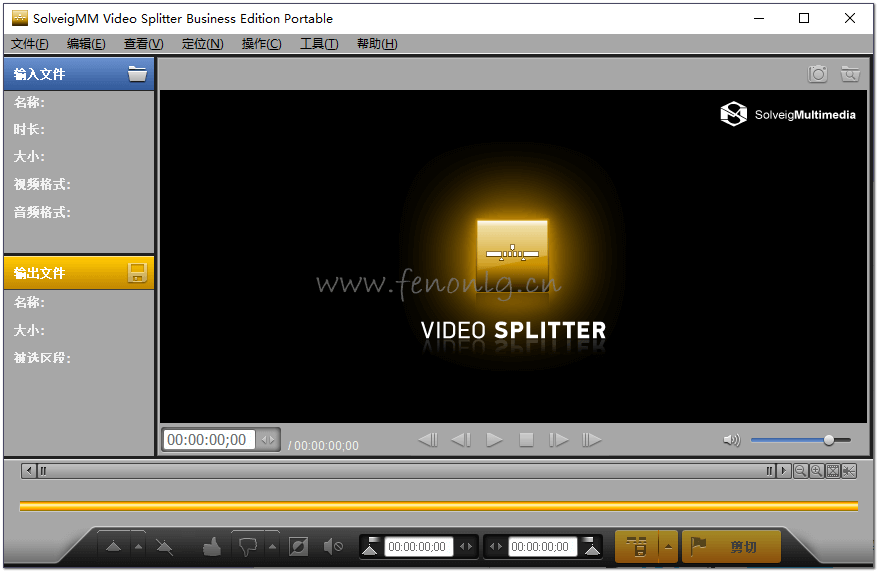 SolveigMM Video Splitter Business Edition Portable
文件(F) 编辑(E) 查看(V) 定位(N) 操作(C) 工具(T) 帮助(H)
输入文件
名称:
时长:
大小:
视频格式:
音频格式:
输出文件
名称:
大小:
被选区段:
SolveigMultimedia
www.fenonlg.cn
VIDEO SPLITTER
00:00:00;00 / 00:00:00;00
00:00:00;00 00:00:00;00 剪切